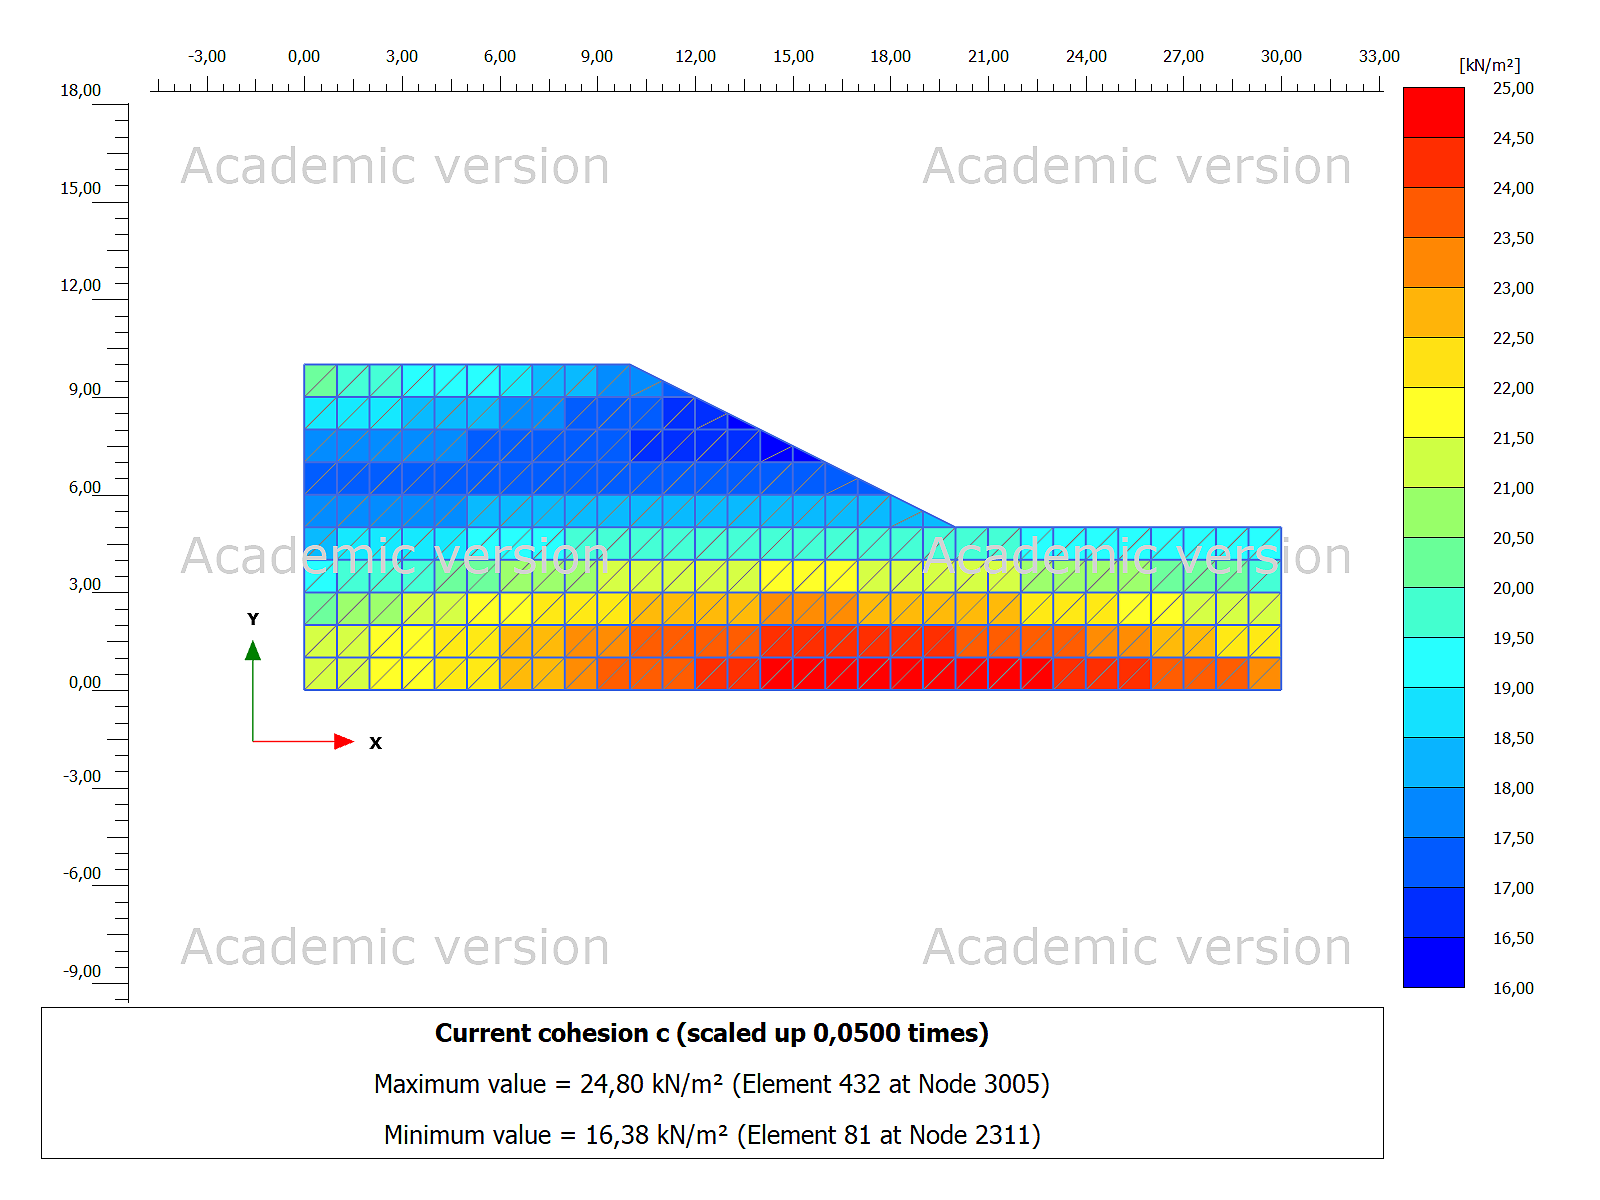 -3,00 0,00 3,00 6,00 9,00 12,00 15,00 18,00 21,00 24,00 27,00 30,00 33,00
[kN/m²]
18,00
15,00
12,00
9,00
6,00
3,00
0,00
-3,00
-6,00
-9,00
Academic version Academic version
Academic version Academic version
Academic version Academic version
Y
X
25,00
24,50
24,00
23,50
23,00
22,50
22,00
21,50
21,00
20,50
20,00
19,50
19,00
18,50
18,00
17,50
17,00
16,50
16,00
Current cohesion c (scaled up 0,0500 times)
Maximum value = 24,80 kN/m² (Element 432 at Node 3005)
Minimum value = 16,38 kN/m² (Element 81 at Node 2311)